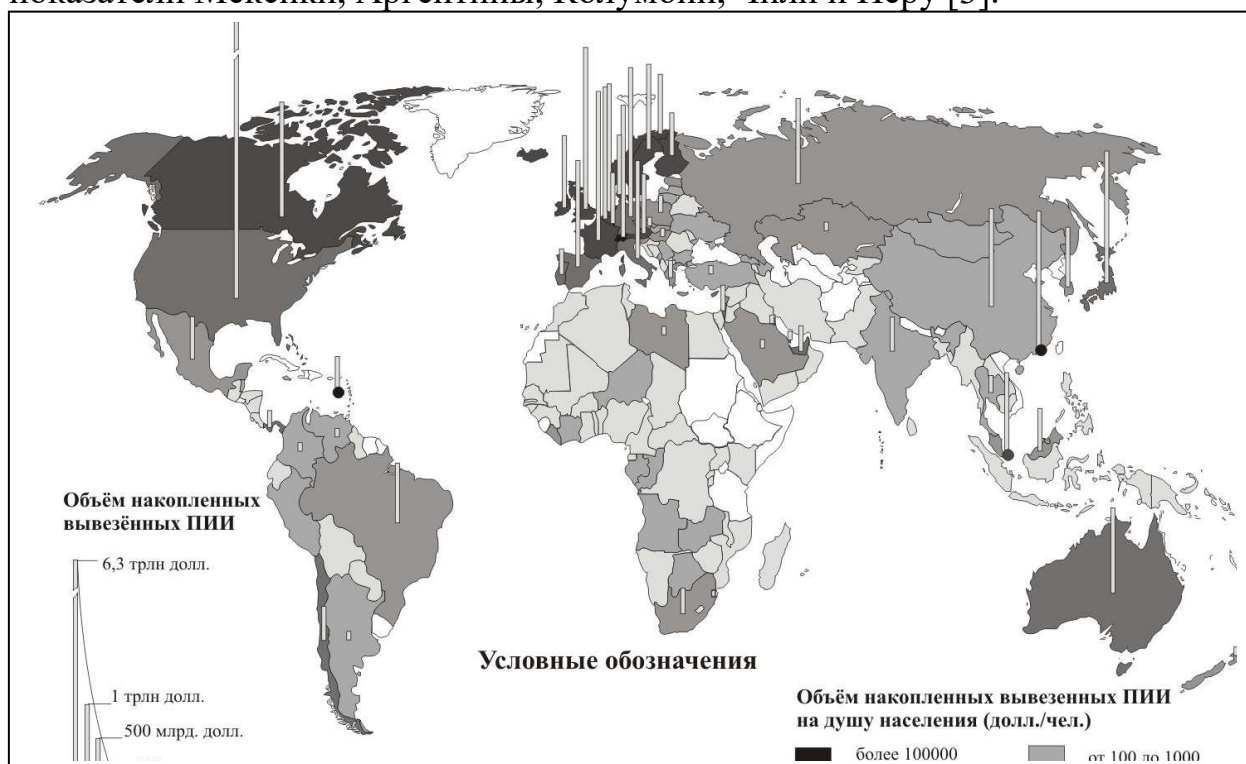 показатели Мексики, Аргентины, Колумбии, Чили и Перу [5].
Объём накопленных
вывезённых ПИИ
6,3 трлн долл.
1 трлн долл.
500 млрд. долл.
Условные обозначения
Объём накопленных вывезенных ПИИ
на душу населения (долл./чел.)
более 100000
от 100 до 1000